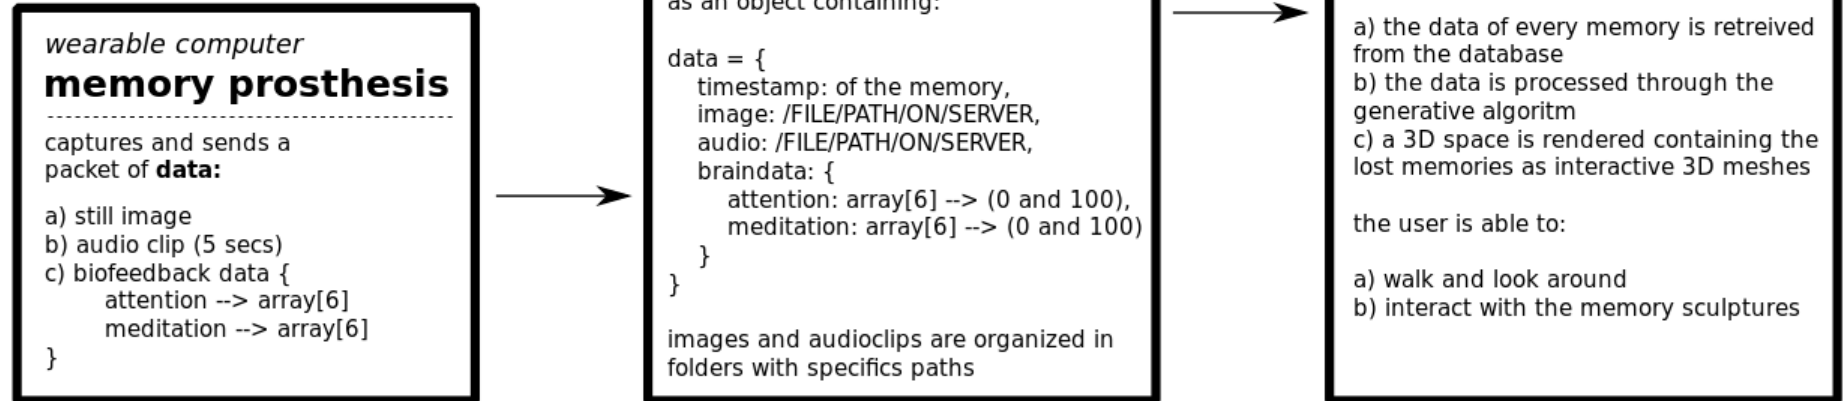 wearable computer
memory prosthesis
captures and sends a
packet of data:
a) still image
b) audio clip (5 secs)
c) biofeedback data {
attention --> array[6]
meditation --> array[6]
}
as an object containing:
data = {
timestamp: of the memory,
image: /FILE/PATH/ON/SERVER,
audio: /FILE/PATH/ON/SERVER,
braindata: {
attention: array[6] --> (0 and 100),
meditation: array[6] --> (0 and 100)
}
}
images and audioclips are organized in
folders with specifics paths
a) the data of every memory is retreived
from the database
b) the data is processed through the
generative algoritm
c) a 3D space is rendered containing the
lost memories as interactive 3D meshes
the user is able to:
a) walk and look around
b) interact with the memory sculptures